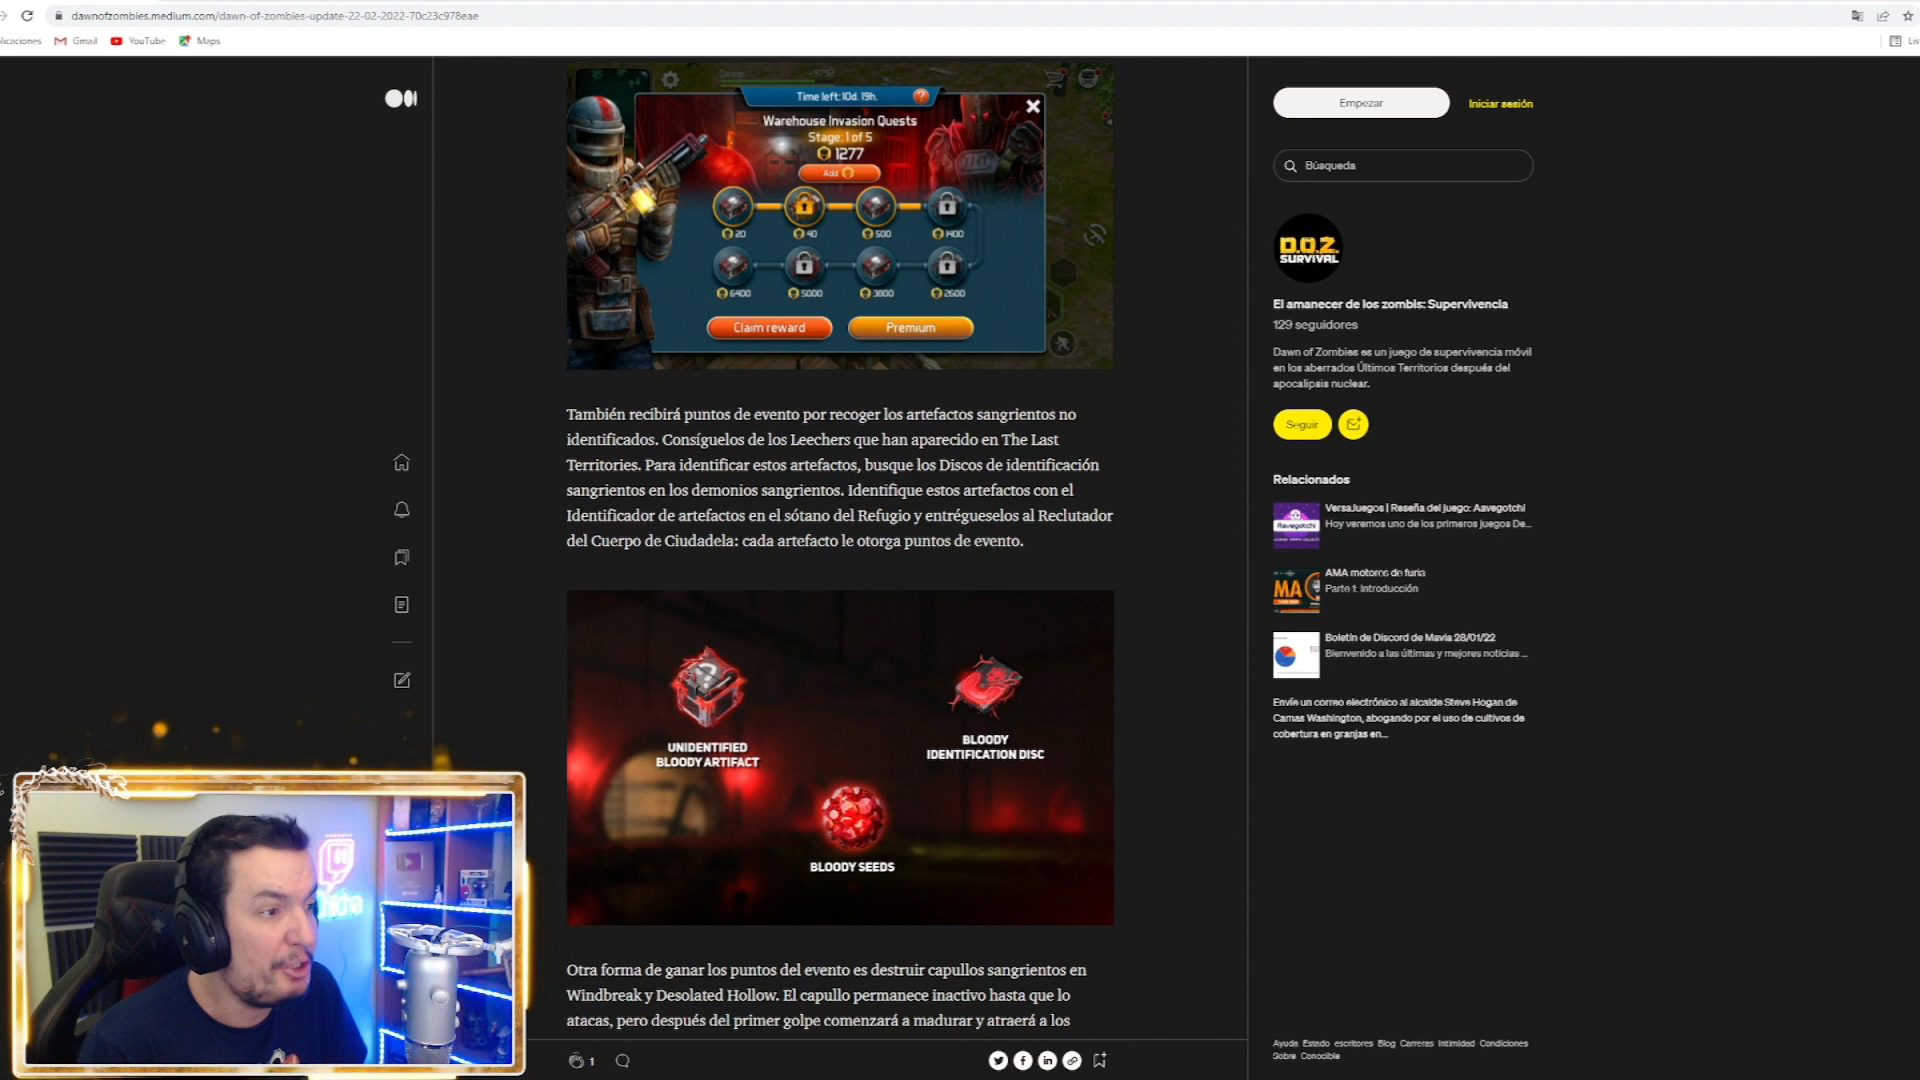 dawnofzombies.medium.com/dawn-of-zombies-update-22-02-2022-70c23c978eae
licaciones
Gmail
YouTube
Maps
Lis
Time left: 10d. 19h.
?
Warehouse Invasion Quests
Stage: 1 of 5
1277
Add
20
40
500
1400
6400
5000
3800
2600
Claim reward
Premium
También recibirá puntos de evento por recoger los artefactos sangrientos no
identificados. Consíguelos de los Leechers que han aparecido en The Last
Territories. Para identificar estos artefactos, busque los Discos de identificación
sangrientos en los demonios sangrientos. Identifique estos artefactos con el
Identificador de artefactos en el sótano del Refugio y entrégueselos al Reclutador
del Cuerpo de Ciudadela: cada artefacto le otorga puntos de evento.
UNIDENTIFIED
BLOODY ARTIFACT
BLOODY
IDENTIFICATION DISC
BLOODY SEEDS
Otra forma de ganar los puntos del evento es destruir capullos sangrientos en
Windbreak y Desolated Hollow. El capullo permanece inactivo hasta que lo
atacas, pero después del primer golpe comenzará a madurar y atraerá a los
1
Empezar
Iniciar sesión
Búsqueda
D.O.Z.
SURVIVAL
El amanecer de los zombis: Supervivencia
129 seguidores
Dawn of Zombies es un juego de supervivencia móvil
en los aberrados Últimos Territorios después del
apocalipsis nuclear.
Seguir
Relacionados
Aavegotchi
VersaJuegos | Reseña del juego: Aavegotchi
Hoy veremos uno de los primeros juegos De...
MA
AMA motores de furia
Parte 1: Introducción
Boletín de Discord de Mavia 28/01/22
Bienvenido a las últimas y mejores noticias ...
Envíe un correo electrónico al alcalde Steve Hogan de
Camas Washington, abogando por el uso de cultivos de
cobertura en granjas en...
Ayuda Estado escritores Blog Carreras Intimidad Condiciones
Sobre Conocible